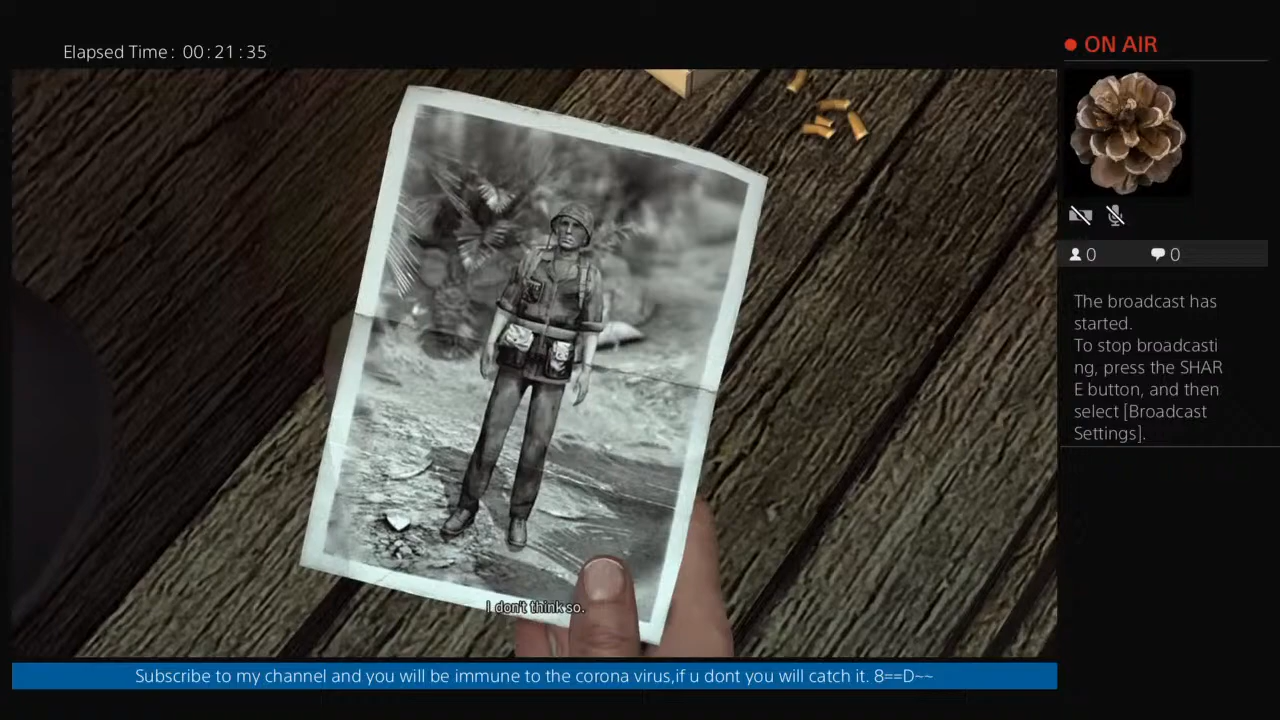 Elapsed Time: 00:21:35
ON AIR
0 0
The broadcast has
started.
To stop broadcasti
ng, press the SHAR
E button, and then
select [Broadcast
Settings].
I don't think so.
Subscribe to my channel and you will be immune to the corona virus,if u dont you will catch it. 8==D~~